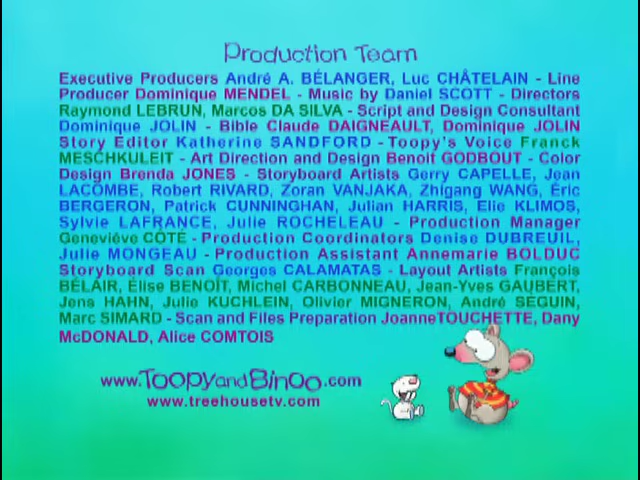 Production Team
Executive Producers André A. BÉLANGER, Luc CHÂTELAIN - Line
Producer Dominique MENDEL - Music by Daniel SCOTT - Directors
Raymond LEBRUN, Marcos DA SILVA - Script and Design Consultant
Dominique JOLIN - Bible Claude DAIGNEAULT, Dominique JOLIN
Story Editor Katherine SANDFORD - Toopy's Voice Franck
MESCHKULEIT - Art Direction and Design Benoit GODBOUT - Color
Design Brenda JONES - Storyboard Artists Gerry CAPELLE, Jean
LACOMBE, Robert RIVARD, Zoran VANJAKA, Zhigang WANG, Éric
BERGERON, Patrick CUNNINGHAN, Julian HARRIS, Elie KLIMOS,
Sylvie LAFRANCE, Julie ROCHELEAU - Production Manager
Geneviève CÔTÉ - Production Coordinators Denise DUBREUIL,
Julie MONGEAU - Production Assistant Annemarie BOLDUC
Storyboard Scan Georges CALAMATAS - Layout Artists François
BÉLAIR, Élise BENOÎT, Michel CARBONNEAU, Jean-Yves GAUBERT,
Jens HAHN, Julie KUCHLEIN, Olivier MIGNERON, André SÉGUIN,
Marc SIMARD - Scan and Files Preparation JoanneTOUCHETTE, Dany
McDONALD, Alice COMTOIS
www.ToopyandBinoo.com
www.treehousetv.com